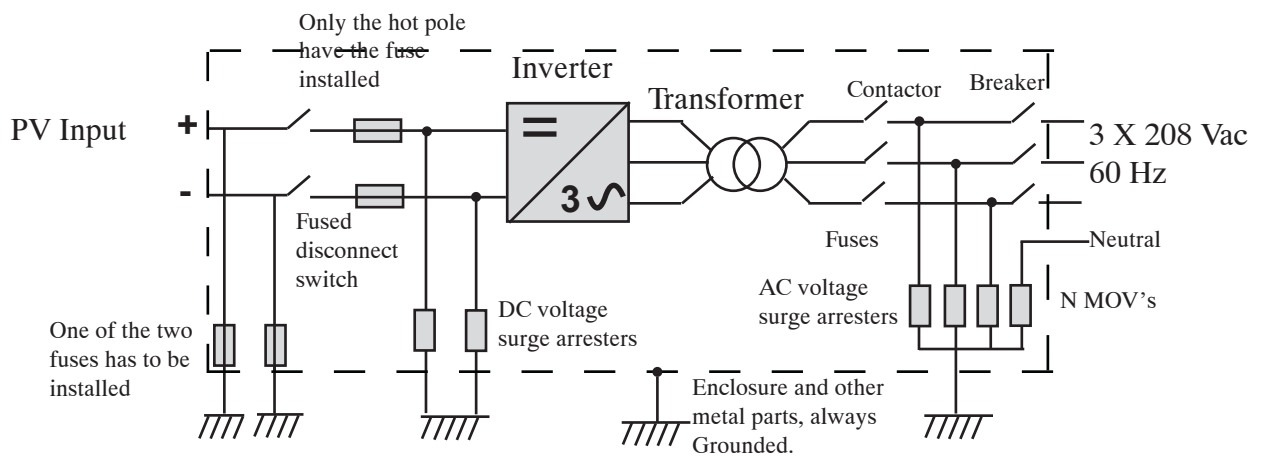 Only the hot pole
have the fuse
installed
Inverter
Transformer
Contactor
Breaker
PV Input
+
-
3
3 X 208 Vac
60 Hz
Fused
disconnect
switch
Fuses
Neutral
AC voltage
surge arresters
N MOV's
DC voltage
surge arresters
One of the two
fuses has to be
installed
Enclosure and other
metal parts, always
Grounded.